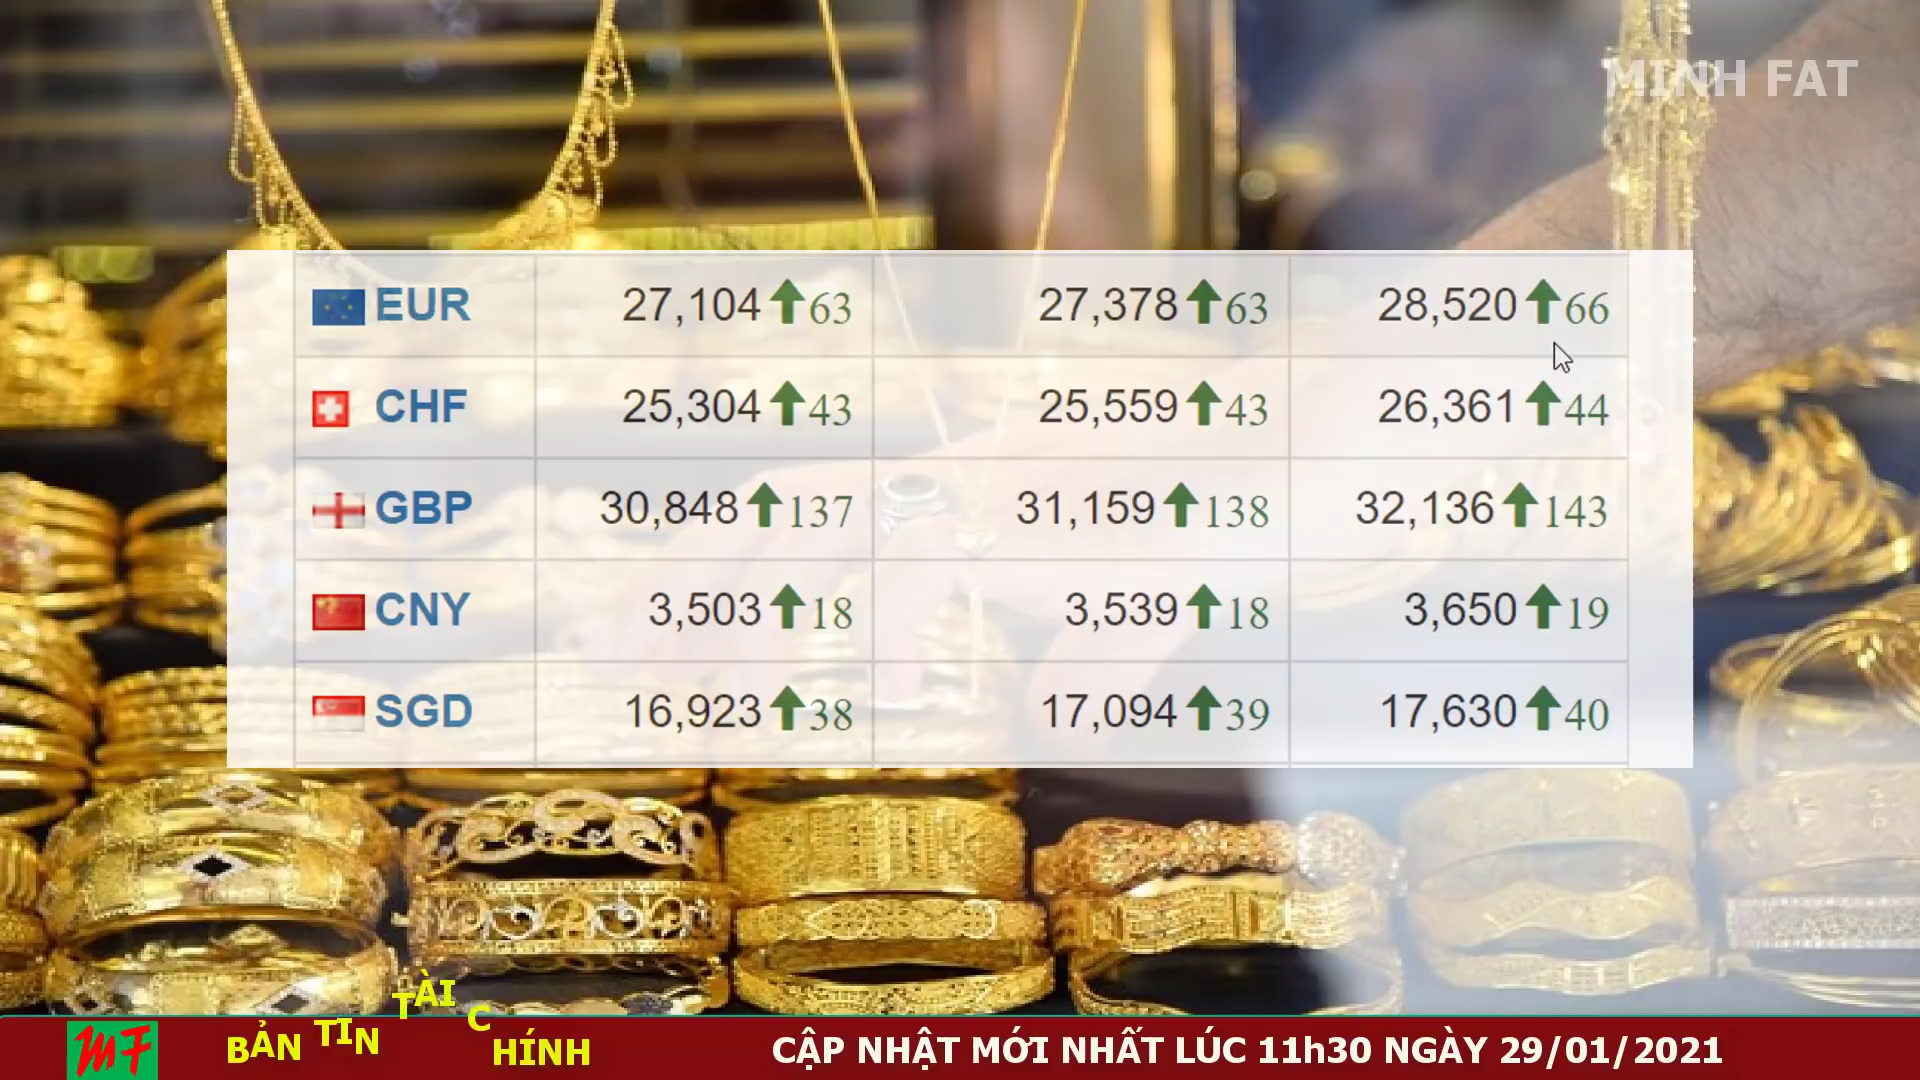 MINH FAT
EUR 27,104 63 27,378 63 28,520 66
CHF 25,304 43 25,559 43 26,361 44
GBP 30,848 137 31,159 138 32,136 143
CNY 3,503 18 3,539 18 3,650 19
SGD 16,923 38 17,094 39 17,630 40
MF BẢN TIN TÀI CHÍNH CẬP NHẬT MỚI NHẤT LÚC 11h30 NGÀY 29/01/2021